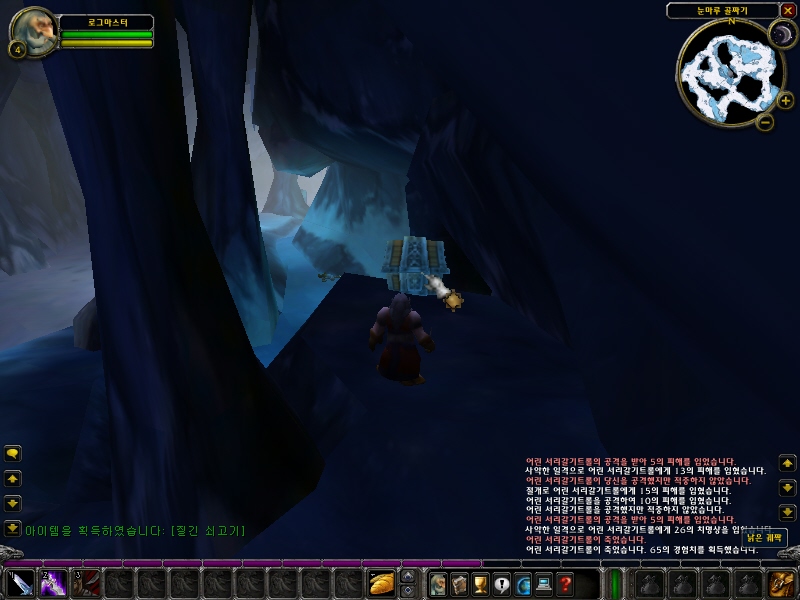 로그마스터
4
눈마루 골짜기
N
어린 서리갈기트롤의 공격을 받아 5의 피해를 입었습니다.
사악한 일격으로 어린 서리갈기트롤에게 13의 피해를 입혔습니다.
어린 서리갈기트롤이 당신을 공격했지만 적중하지 않았습니다.
절개로 어린 서리갈기트롤에게 15의 피해를 입혔습니다.
어린 서리갈기트롤을 공격하여 10의 피해를 입혔습니다.
어린 서리갈기트롤을 공격했지만 적중하지 않았습니다.
어린 서리갈기트롤의 공격을 받아 5의 피해를 입었습니다.
사악한 일격으로 어린 서리갈기트롤에게 26의 치명상을 입혔습니다.
어린 서리갈기트롤이 죽었습니다.
어린 서리갈기트롤이 죽었습니다. 65의 경험치를 획득했습니다.
낡은 궤짝
아이템을 획득하였습니다: [질긴 쇠고기]
1
2
3